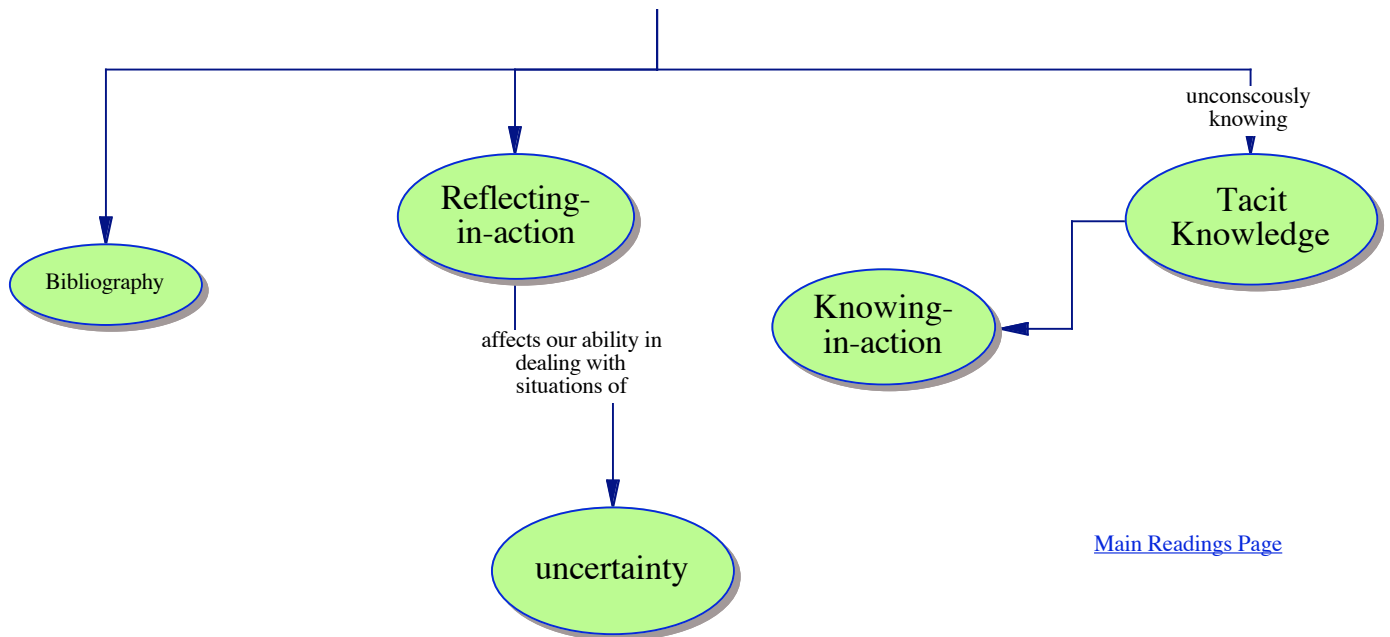 unconscously
knowing
Reflecting-
in-action
Tacit
Knowledge
Bibliography
Knowing-
in-action
affects our ability in
dealing with
situations of
uncertainty
Main Readings Page